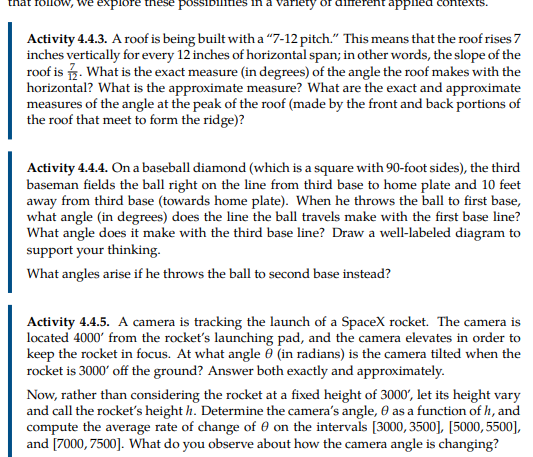 that follow, we explore these possibilities in a variety of different applied contexts.
Activity 4.4.3. A roof is being built with a “7-12 pitch.” This means that the roof rises 7
inches vertically for every 12 inches of horizontal span; in other words, the slope of the
roof is 7/12. What is the exact measure (in degrees) of the angle the roof makes with the
horizontal? What is the approximate measure? What are the exact and approximate
measures of the angle at the peak of the roof (made by the front and back portions of
the roof that meet to form the ridge)?
Activity 4.4.4. On a baseball diamond (which is a square with 90-foot sides), the third
baseman fields the ball right on the line from third base to home plate and 10 feet
away from third base (towards home plate). When he throws the ball to first base,
what angle (in degrees) does the line the ball travels make with the first base line?
What angle does it make with the third base line? Draw a well-labeled diagram to
support your thinking.
What angles arise if he throws the ball to second base instead?
Activity 4.4.5. A camera is tracking the launch of a SpaceX rocket. The camera is
located 4000′ from the rocket’s launching pad, and the camera elevates in order to
keep the rocket in focus. At what angle θ (in radians) is the camera tilted when the
rocket is 3000′ off the ground? Answer both exactly and approximately.
Now, rather than considering the rocket at a fixed height of 3000′, let its height vary
and call the rocket’s height h. Determine the camera’s angle, θ as a function of h, and
compute the average rate of change of θ on the intervals [3000, 3500], [5000, 5500],
and [7000, 7500]. What do you observe about how the camera angle is changing?